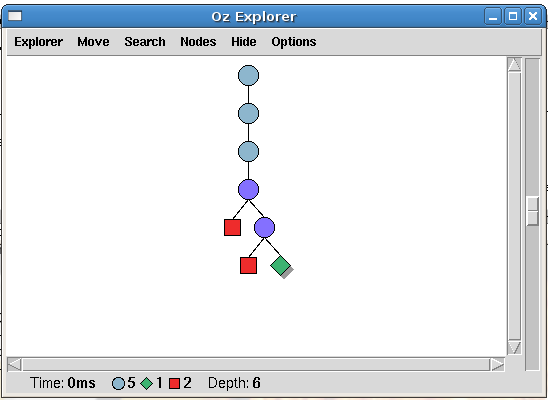 Oz Explorer
Explorer Move Search Nodes Hide Options
Time: 0ms 5 1 2 Depth: 6